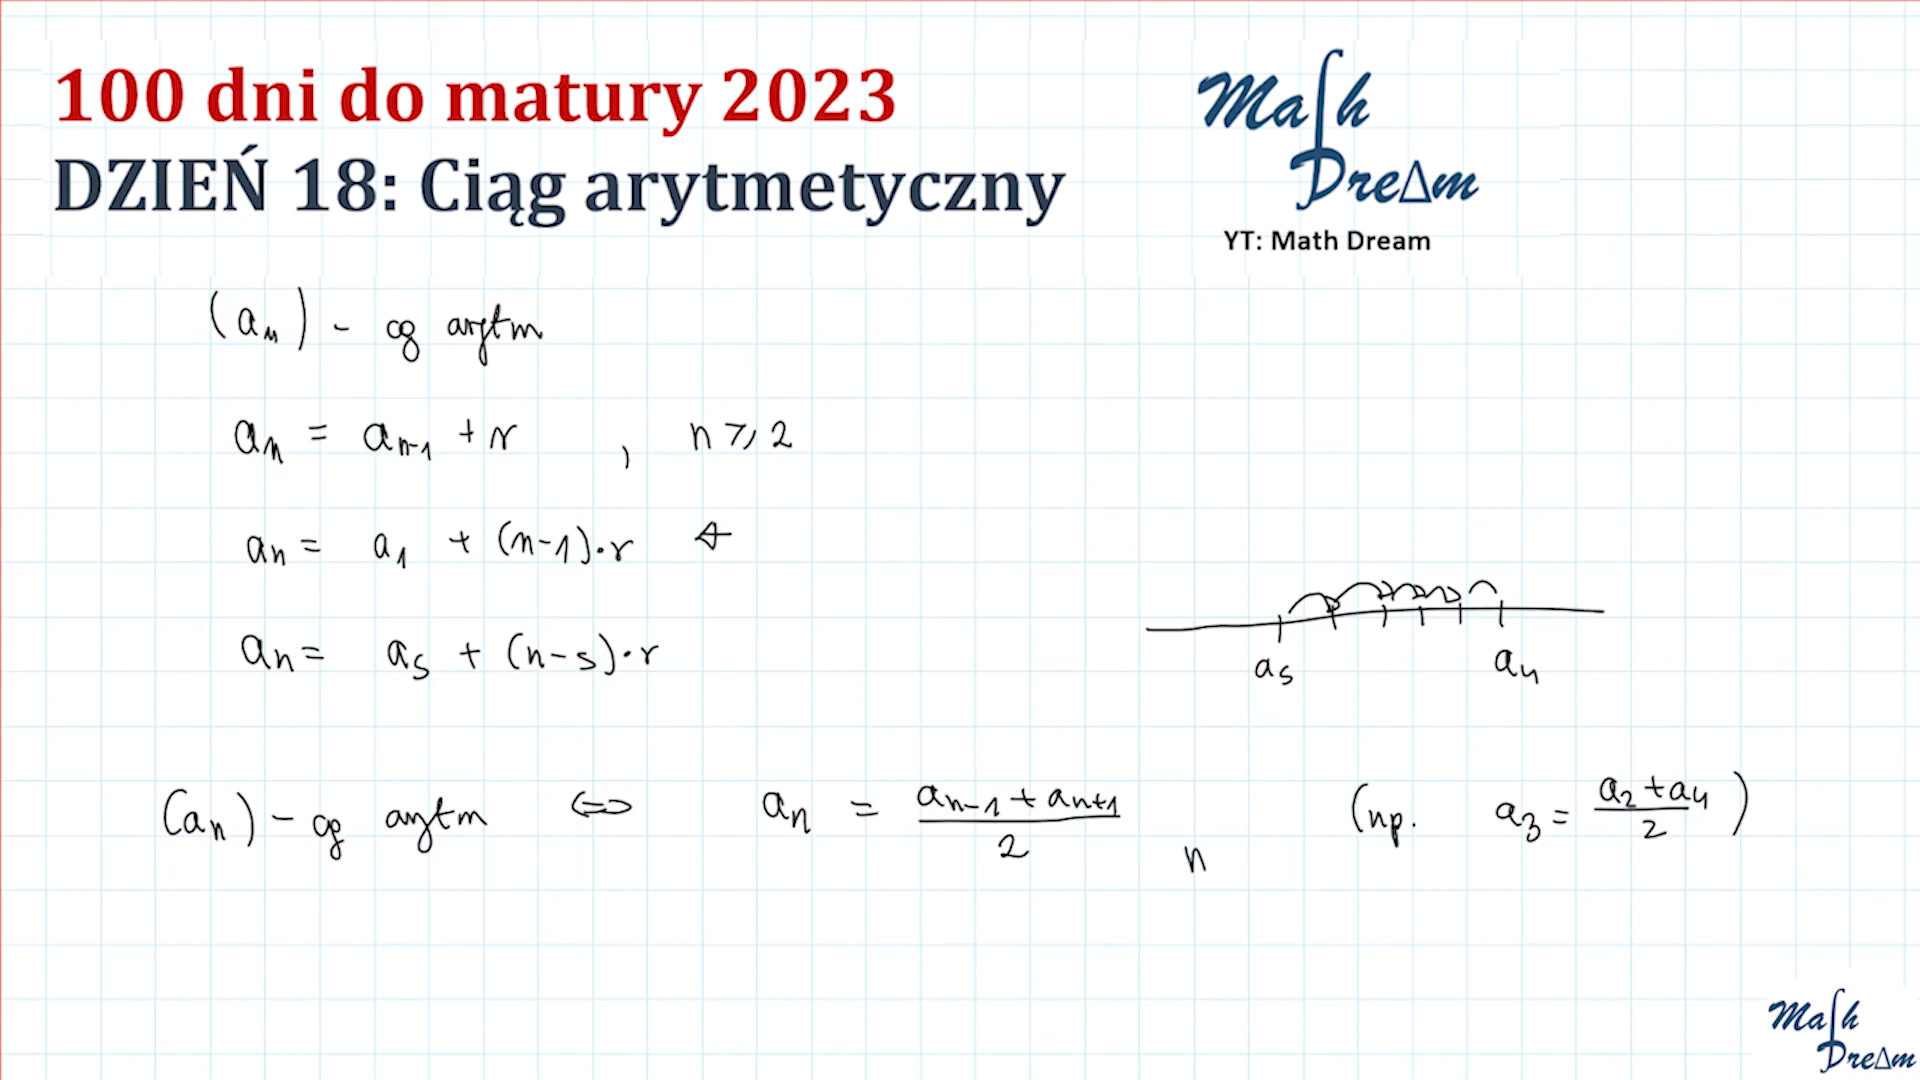 100 dni do matury 2023
DZIEŃ 18: Ciąg arytmetyczny
Math
Dream
YT: Math Dream
(aₙ) - cg arytm
aₙ = aₙ₋₁ + r , n ≥ 2
aₙ = a₁ + (n-1)·r
aₙ = aₛ + (n-s)·r
aₛ aₙ
(aₙ) - cg arytm ⇔ aₙ = (aₙ₋₁ + aₙ₊₁)/2 n (np. a₃ = (a₂ + a₄)/2)
Math
Dream